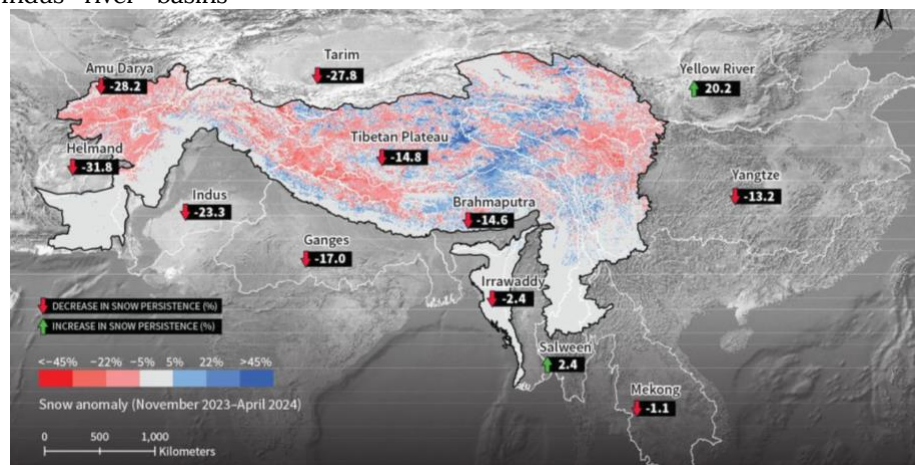 indus river basins
Tarim
-27.8
Amu Darya
-28.2
Yellow River
20.2
Tibetan Plateau
-14.8
Helmand
-31.8
Yangtze
-13.2
Indus
-23.3
Brahmaputra
-14.6
Ganges
-17.0
Irrawaddy
-2.4
Salween
2.4
Mekong
-1.1
DECREASE IN SNOW PERSISTENCE (%)
INCREASE IN SNOW PERSISTENCE (%)
<-45% -22% -5% 5% 22% >45%
Snow anomaly (November 2023–April 2024)
0 500 1,000
Kilometers